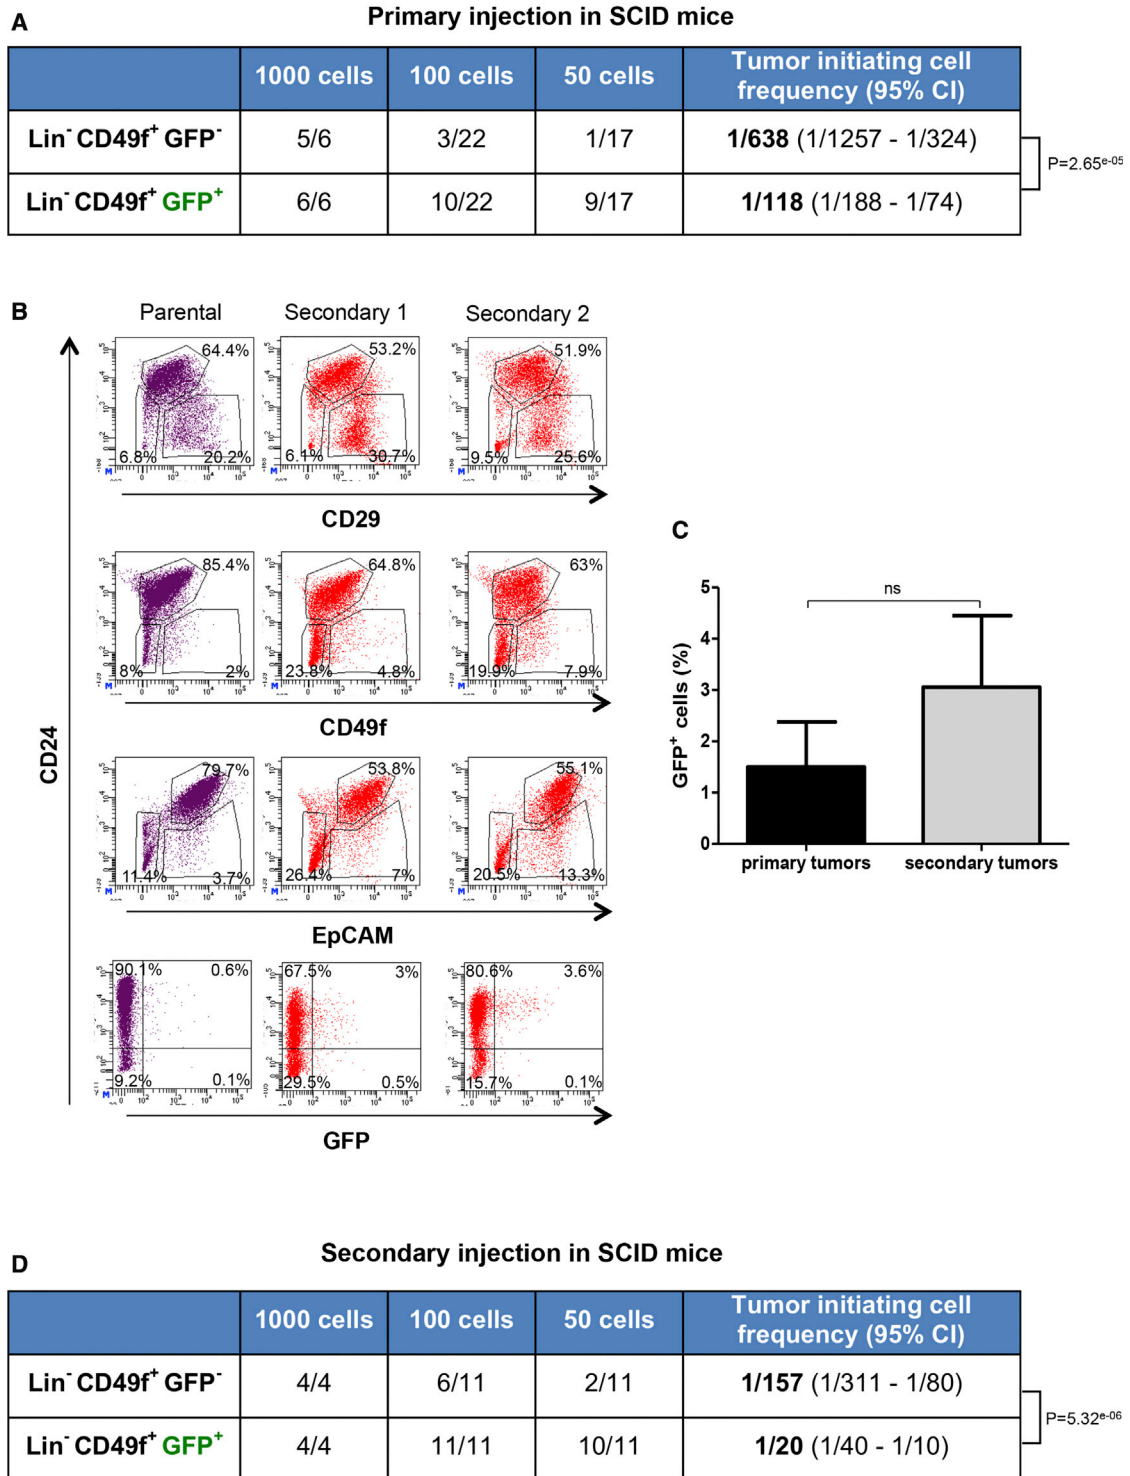 A
Primary injection in SCID mice
1000 cells 100 cells 50 cells Tumor initiating cell frequency (95% CI)
Lin⁻ CD49f⁺ GFP⁻ 5/6 3/22 1/17 1/638 (1/1257 - 1/324)
Lin⁻ CD49f⁺ GFP⁺ 6/6 10/22 9/17 1/118 (1/188 - 1/74)
P=2.65ᵉ⁻⁰⁵
B
Parental Secondary 1 Secondary 2
64.4% 53.2% 51.9%
6.8% 20.2% 6.1% 30.7% 9.5% 25.6%
CD29
85.4% 64.8% 63%
8% 2% 23.8% 4.8% 19.9% 7.9%
CD49f
79.7% 53.8% 55.1%
11.4% 3.7% 26.4% 7% 20.5% 13.3%
EpCAM
90.1% 0.6% 67.5% 3% 80.6% 3.6%
9.2% 0.1% 29.5% 0.5% 15.7% 0.1%
GFP
CD24
C
ns
GFP⁺ cells (%)
5
4
3
2
1
0
primary tumors secondary tumors
D
Secondary injection in SCID mice
1000 cells 100 cells 50 cells Tumor initiating cell frequency (95% CI)
Lin⁻ CD49f⁺ GFP⁻ 4/4 6/11 2/11 1/157 (1/311 - 1/80)
Lin⁻ CD49f⁺ GFP⁺ 4/4 11/11 10/11 1/20 (1/40 - 1/10)
P=5.32ᵉ⁻⁰⁶